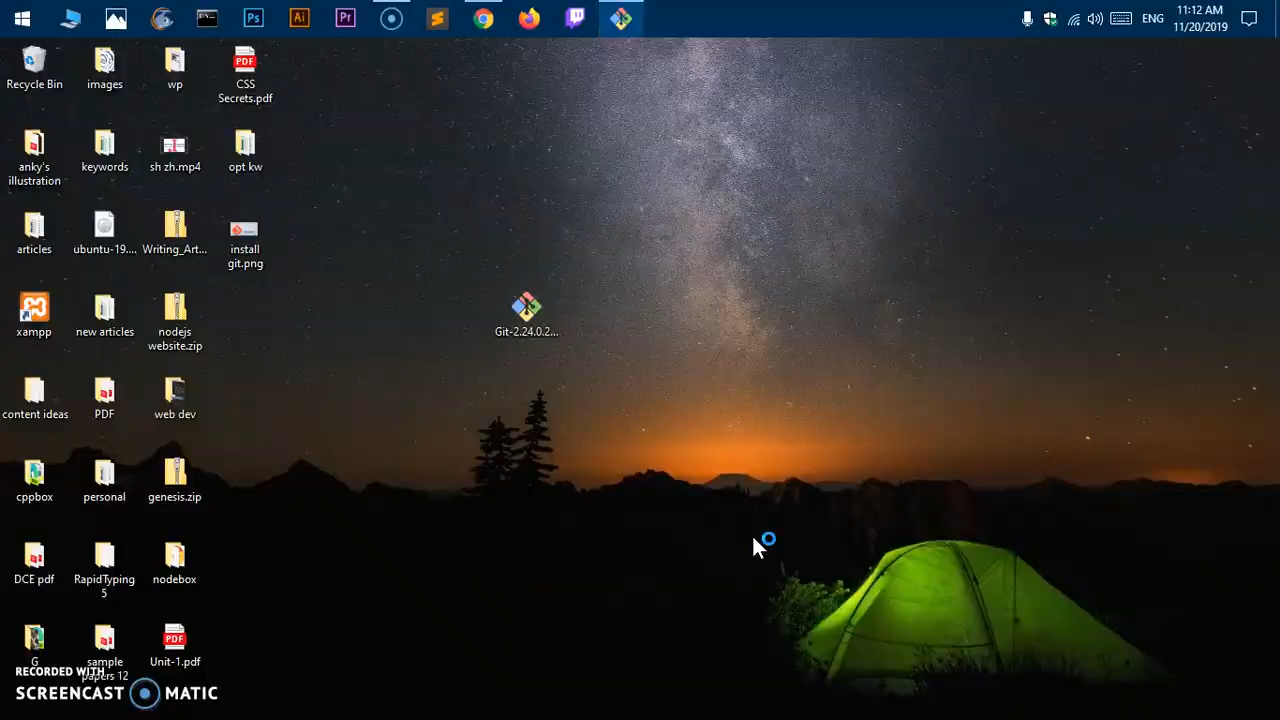 Ps
Ai
Pr
ENG
11:12 AM
11/20/2019
Recycle Bin
images
wp
PDF
CSS
Secrets.pdf
anky's
illustration
keywords
sh zh.mp4
opt kw
articles
ubuntu-19....
Writing_Art...
install
git.png
xampp
new articles
nodejs
website.zip
Git-2.24.0.2...
content ideas
PDF
web dev
cppbox
personal
genesis.zip
DCE pdf
RapidTyping
5
nodebox
G
sample
papers 12
PDF
Unit-1.pdf
RECORDED WITH
SCREENCAST MATIC